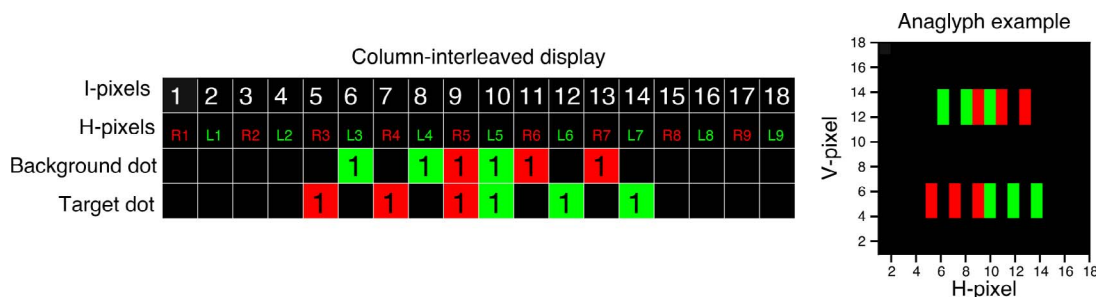 Column-interleaved display
I-pixels 1 2 3 4 5 6 7 8 9 10 11 12 13 14 15 16 17 18
H-pixels R1 L1 R2 L2 R3 L3 R4 L4 R5 L5 R6 L6 R7 L7 R8 L8 R9 L9
Background dot 1 1 1 1 1 1
Target dot 1 1 1 1 1 1
Anaglyph example
V-pixel
18
16
14
12
10
8
6
4
2
2 4 6 8 10 12 14 16 18
H-pixel